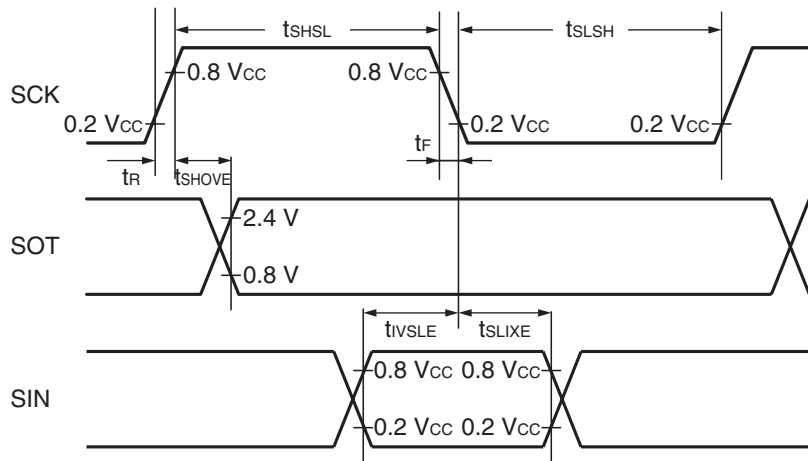 tSHSL tSLSH
SCK
0.8 VCC 0.8 VCC
0.2 VCC 0.2 VCC 0.2 VCC
tF
tR tSHOVE
SOT
2.4 V
0.8 V
tIVSLE tSLIXE
SIN
0.8 VCC 0.8 VCC
0.2 VCC 0.2 VCC